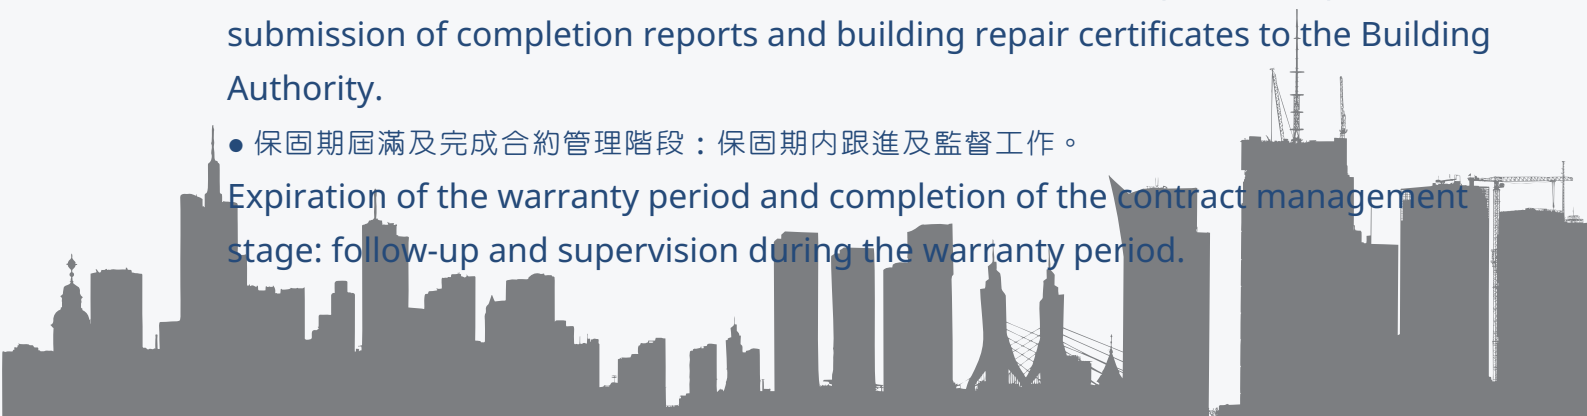 submission of completion reports and building repair certificates to the Building
Authority.
● 保固期屆滿及完成合約管理階段：保固期內跟進及監督工作。
Expiration of the warranty period and completion of the contract management
stage: follow-up and supervision during the warranty period.